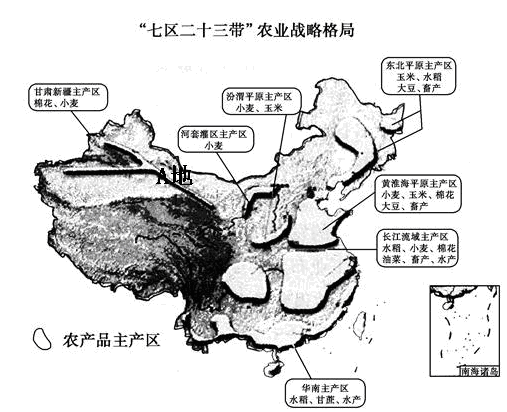 “七区二十三带”农业战略格局
东北平原主产区
玉米、水稻
大豆、畜产
甘肃新疆主产区
棉花、小麦
汾渭平原主产区
小麦、玉米
河套灌区主产区
小麦
A地
黄淮海平原主产区
小麦、玉米、棉花
大豆、畜产
长江流域主产区
水稻、小麦、棉花
油菜、畜产、水产
农产品主产区
南海诸岛
华南主产区
水稻、甘蔗、水产